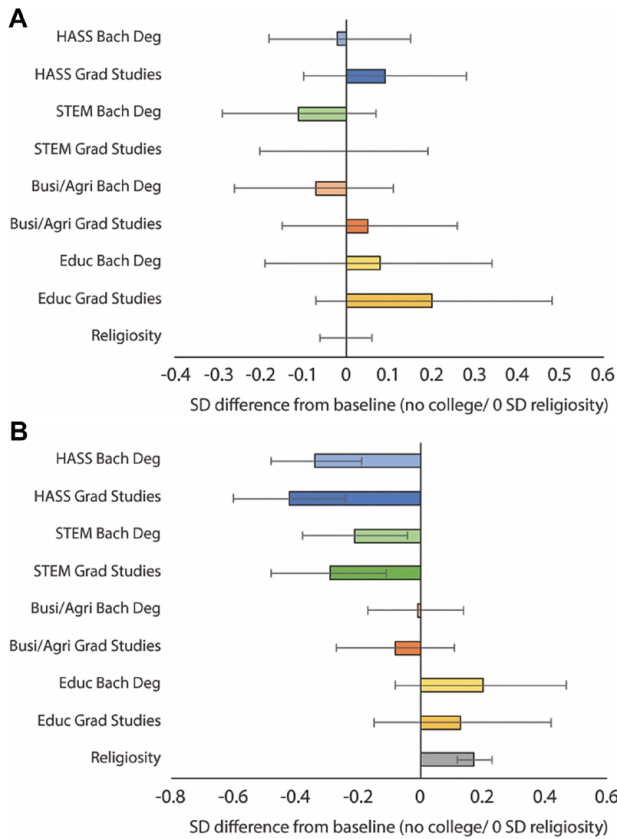 A
HASS Bach Deg
HASS Grad Studies
STEM Bach Deg
STEM Grad Studies
Busi/Agri Bach Deg
Busi/Agri Grad Studies
Educ Bach Deg
Educ Grad Studies
Religiosity
-0.4 -0.3 -0.2 -0.1 0 0.1 0.2 0.3 0.4 0.5 0.6
SD difference from baseline (no college/ 0 SD religiosity)
B
HASS Bach Deg
HASS Grad Studies
STEM Bach Deg
STEM Grad Studies
Busi/Agri Bach Deg
Busi/Agri Grad Studies
Educ Bach Deg
Educ Grad Studies
Religiosity
-0.8 -0.6 -0.4 -0.2 0 0.2 0.4 0.6
SD difference from baseline (no college/ 0 SD religiosity)